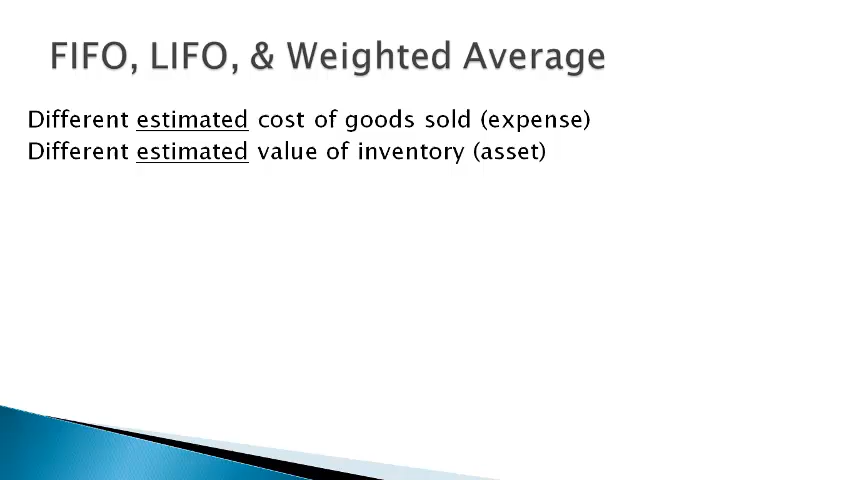 FIFO, LIFO, & Weighted Average
Different estimated cost of goods sold (expense)
Different estimated value of inventory (asset)